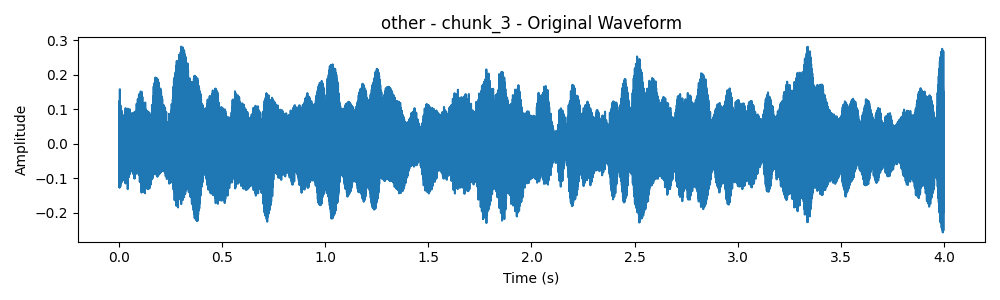 other - chunk_3 - Original Waveform
0.3
0.2
0.1
0.0
−0.1
−0.2
Amplitude
0.0 0.5 1.0 1.5 2.0 2.5 3.0 3.5 4.0
Time (s)